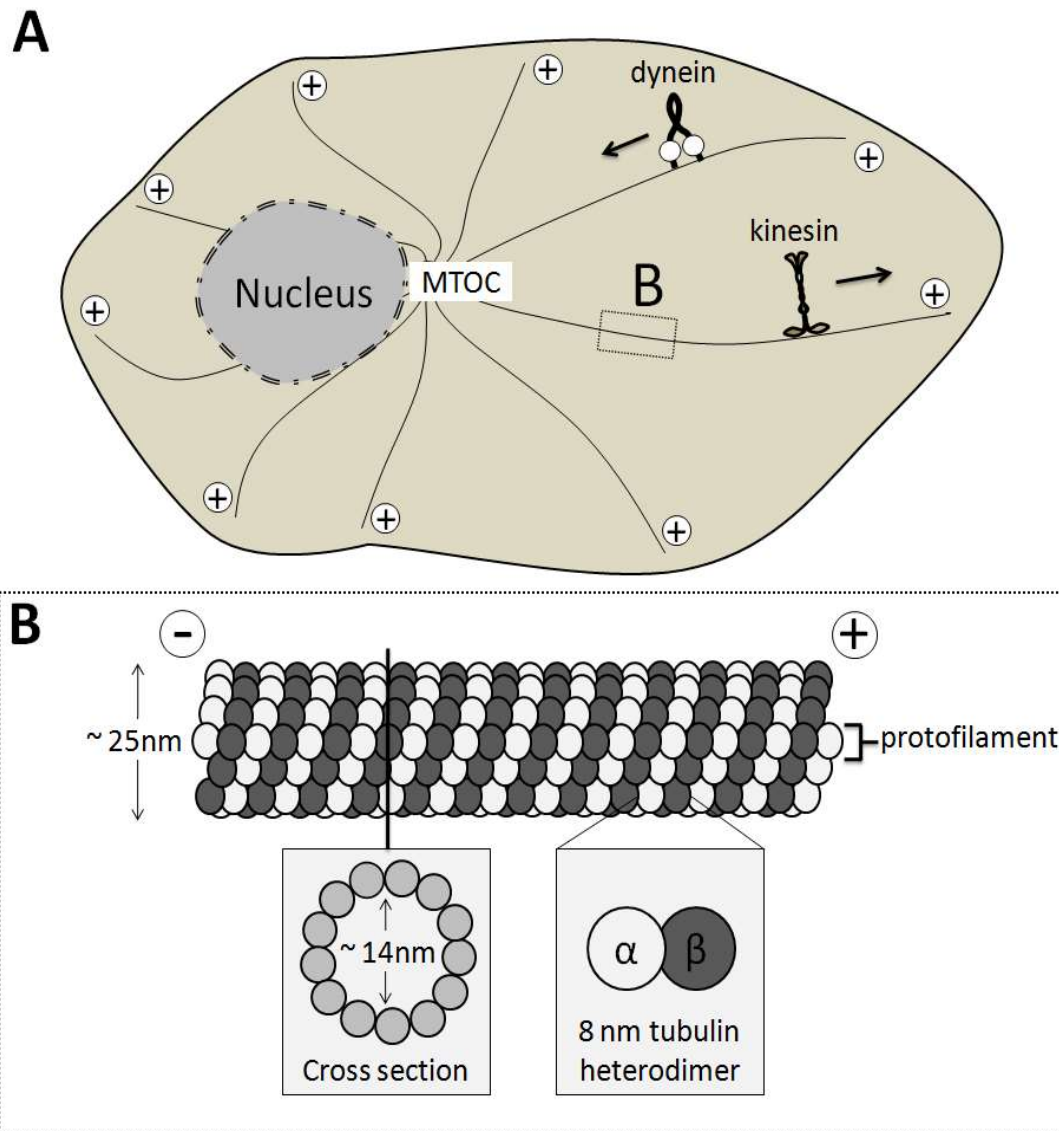 A
+
+
dynein
+
+
kinesin
Nucleus
MTOC
B
+
+
+
+
+
B
-
+
~ 25nm
protofilament
~ 14nm
α β
Cross section
8 nm tubulin
heterodimer